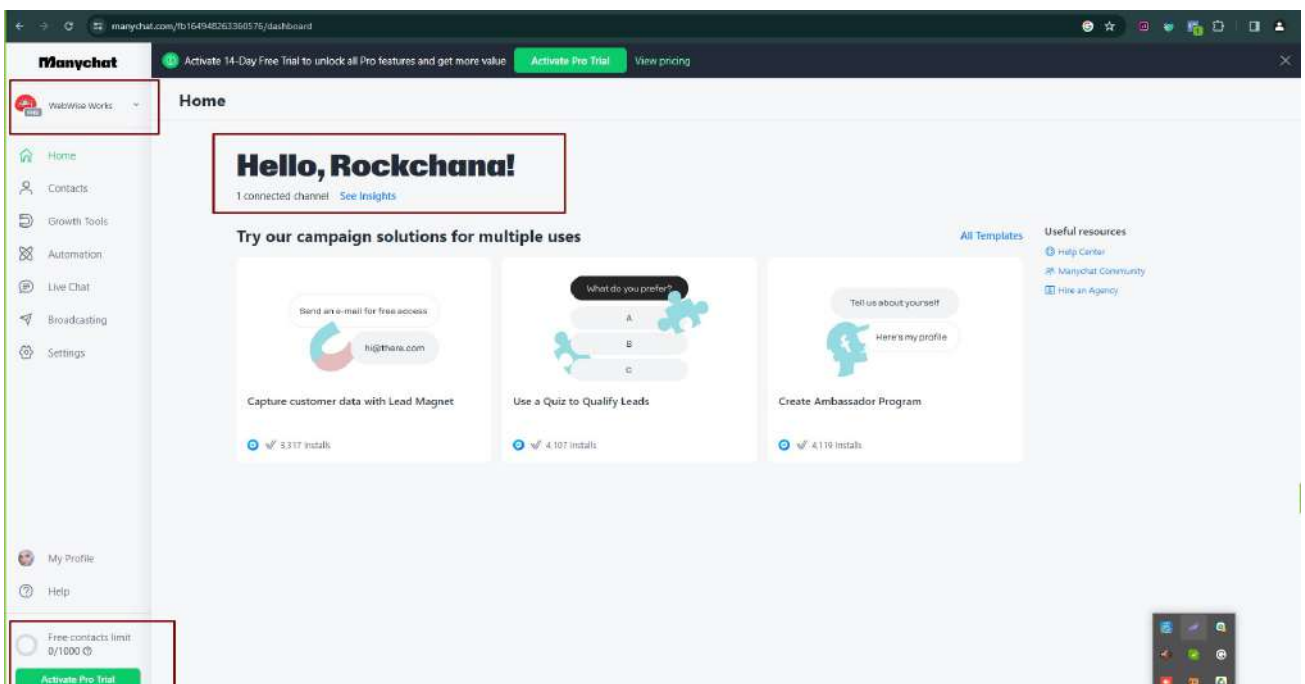 manychat.com/fb164948263360576/dashboard
Manychat
Activate 14-Day Free Trial to unlock all Pro features and get more value
Activate Pro Trial
View pricing
WebWise Works
Home
Home
Contacts
Growth Tools
Automation
Live Chat
Broadcasting
Settings
Hello, Rockchana!
1 connected channel
See Insights
Try our campaign solutions for multiple uses
All Templates
Send an e-mail for free access
hi@there.com
Capture customer data with Lead Magnet
3,317 Installs
What do you prefer?
A
B
C
Use a Quiz to Qualify Leads
4,107 Installs
Tell us about yourself
Here's my profile
Create Ambassador Program
4,119 Installs
Useful resources
Help Center
Manychat Community
Hire an Agency
My Profile
Help
Free contacts limit
0/1000
Activate Pro Trial